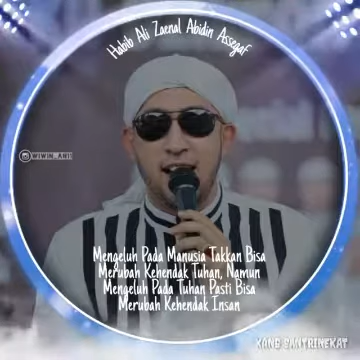 Habib Ali Zaenal Abidin Assegaf
Mengeluh Pada Manusia Takkan Bisa
Merubah Kehendak Tuhan, Namun
Mengeluh Pada Tuhan Pasti Bisa
Merubah Kehendak Insan
KANG SANTRINEKAT